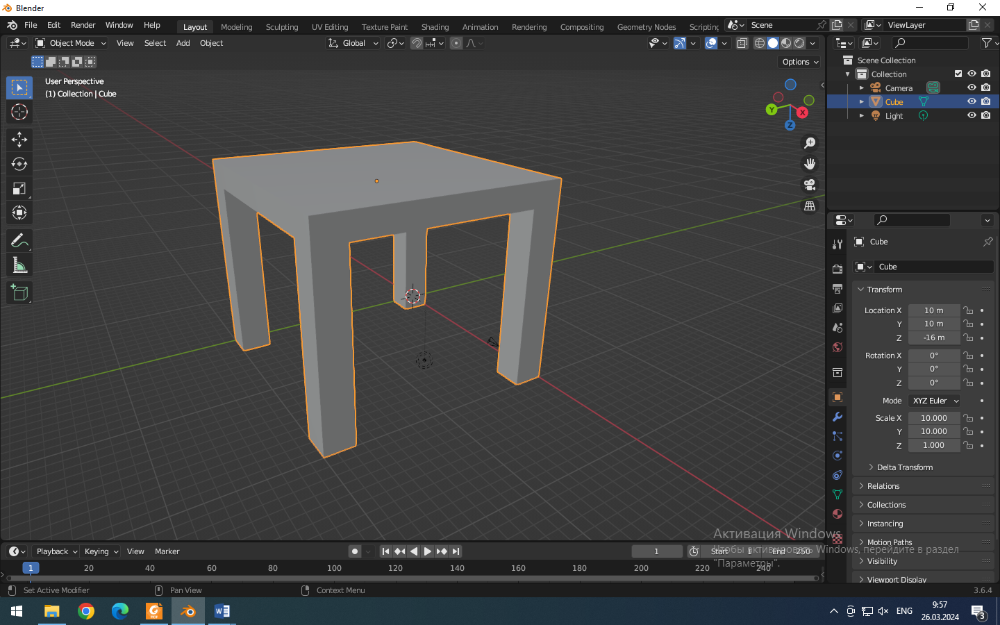 Blender
File Edit Render Window Help Layout Modeling Sculpting UV Editing Texture Paint Shading Animation Rendering Compositing Geometry Nodes Scripting Scene ViewLayer
Object Mode View Select Add Object Global
Options
User Perspective
(1) Collection | Cube
Y X
Z
Scene Collection
Collection
Camera
Cube
Light
Cube
Cube
Transform
Location X 10 m
Y 10 m
Z -16 m
Rotation X 0°
Y 0°
Z 0°
Mode XYZ Euler
Scale X 10.000
Y 10.000
Z 1.000
Delta Transform
Relations
Collections
Instancing
Motion Paths
Visibility
Viewport Display
Активация Windows
Чтобы активировать Windows, перейдите в раздел
"Параметры".
Playback Keying View Marker 1 Start 1 End 250
1 20 40 60 80 100 120 140 160 180 200 220 240
Set Active Modifier Pan View Context Menu 3.6.4
PDF W ENG 9:57
26.03.2024 3